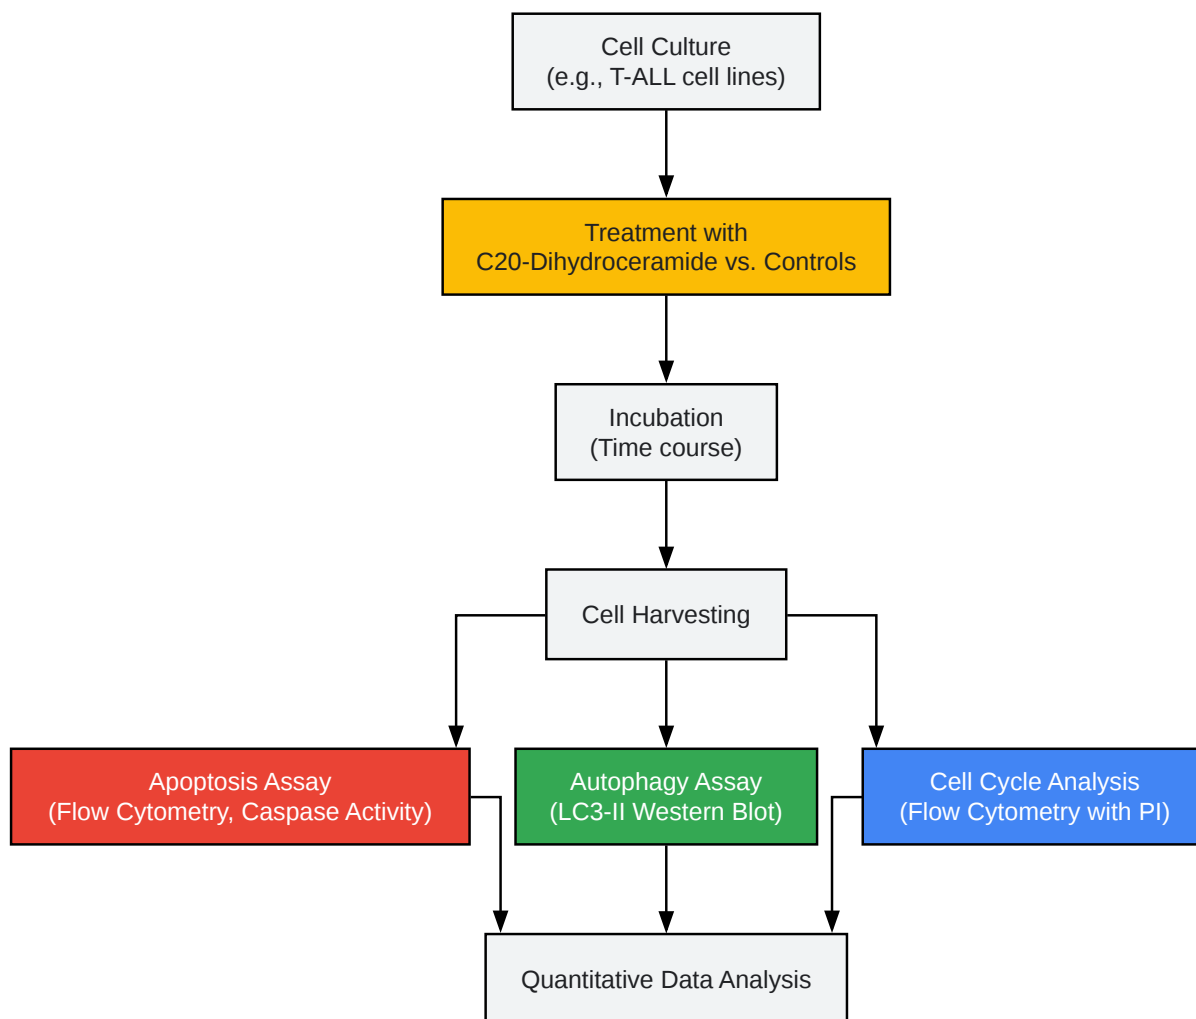 Cell Culture
(e.g., T-ALL cell lines)
Treatment with
C20-Dihydroceramide vs. Controls
Incubation
(Time course)
Cell Harvesting
Apoptosis Assay
(Flow Cytometry, Caspase Activity)
Autophagy Assay
(LC3-II Western Blot)
Cell Cycle Analysis
(Flow Cytometry with PI)
Quantitative Data Analysis